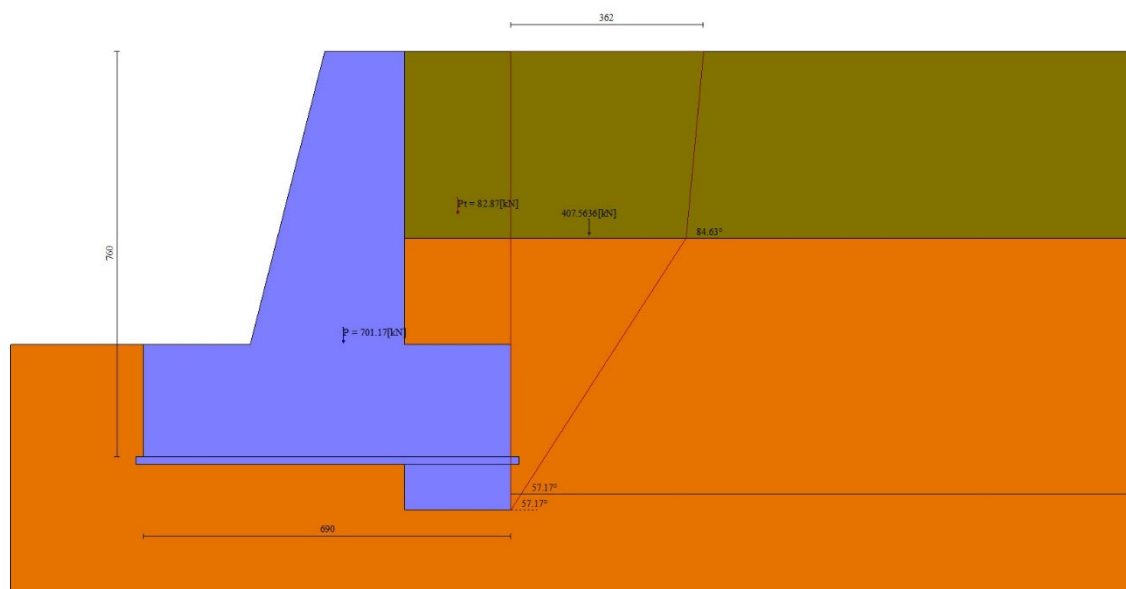 362
760
Pt = 82.87[kN]
407.5636[kN]
84.63°
P = 701.17[kN]
57.17°
57.17°
690